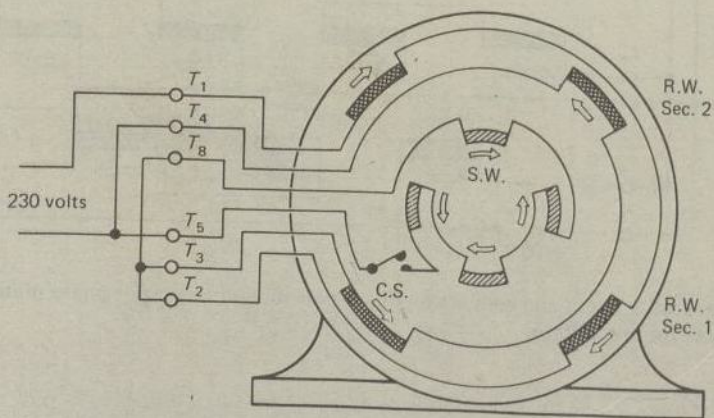 T₁
T₄
T₈
230 volts
T₅
T₃
T₂
R.W.
Sec. 2
S.W.
C.S.
R.W.
Sec. 1